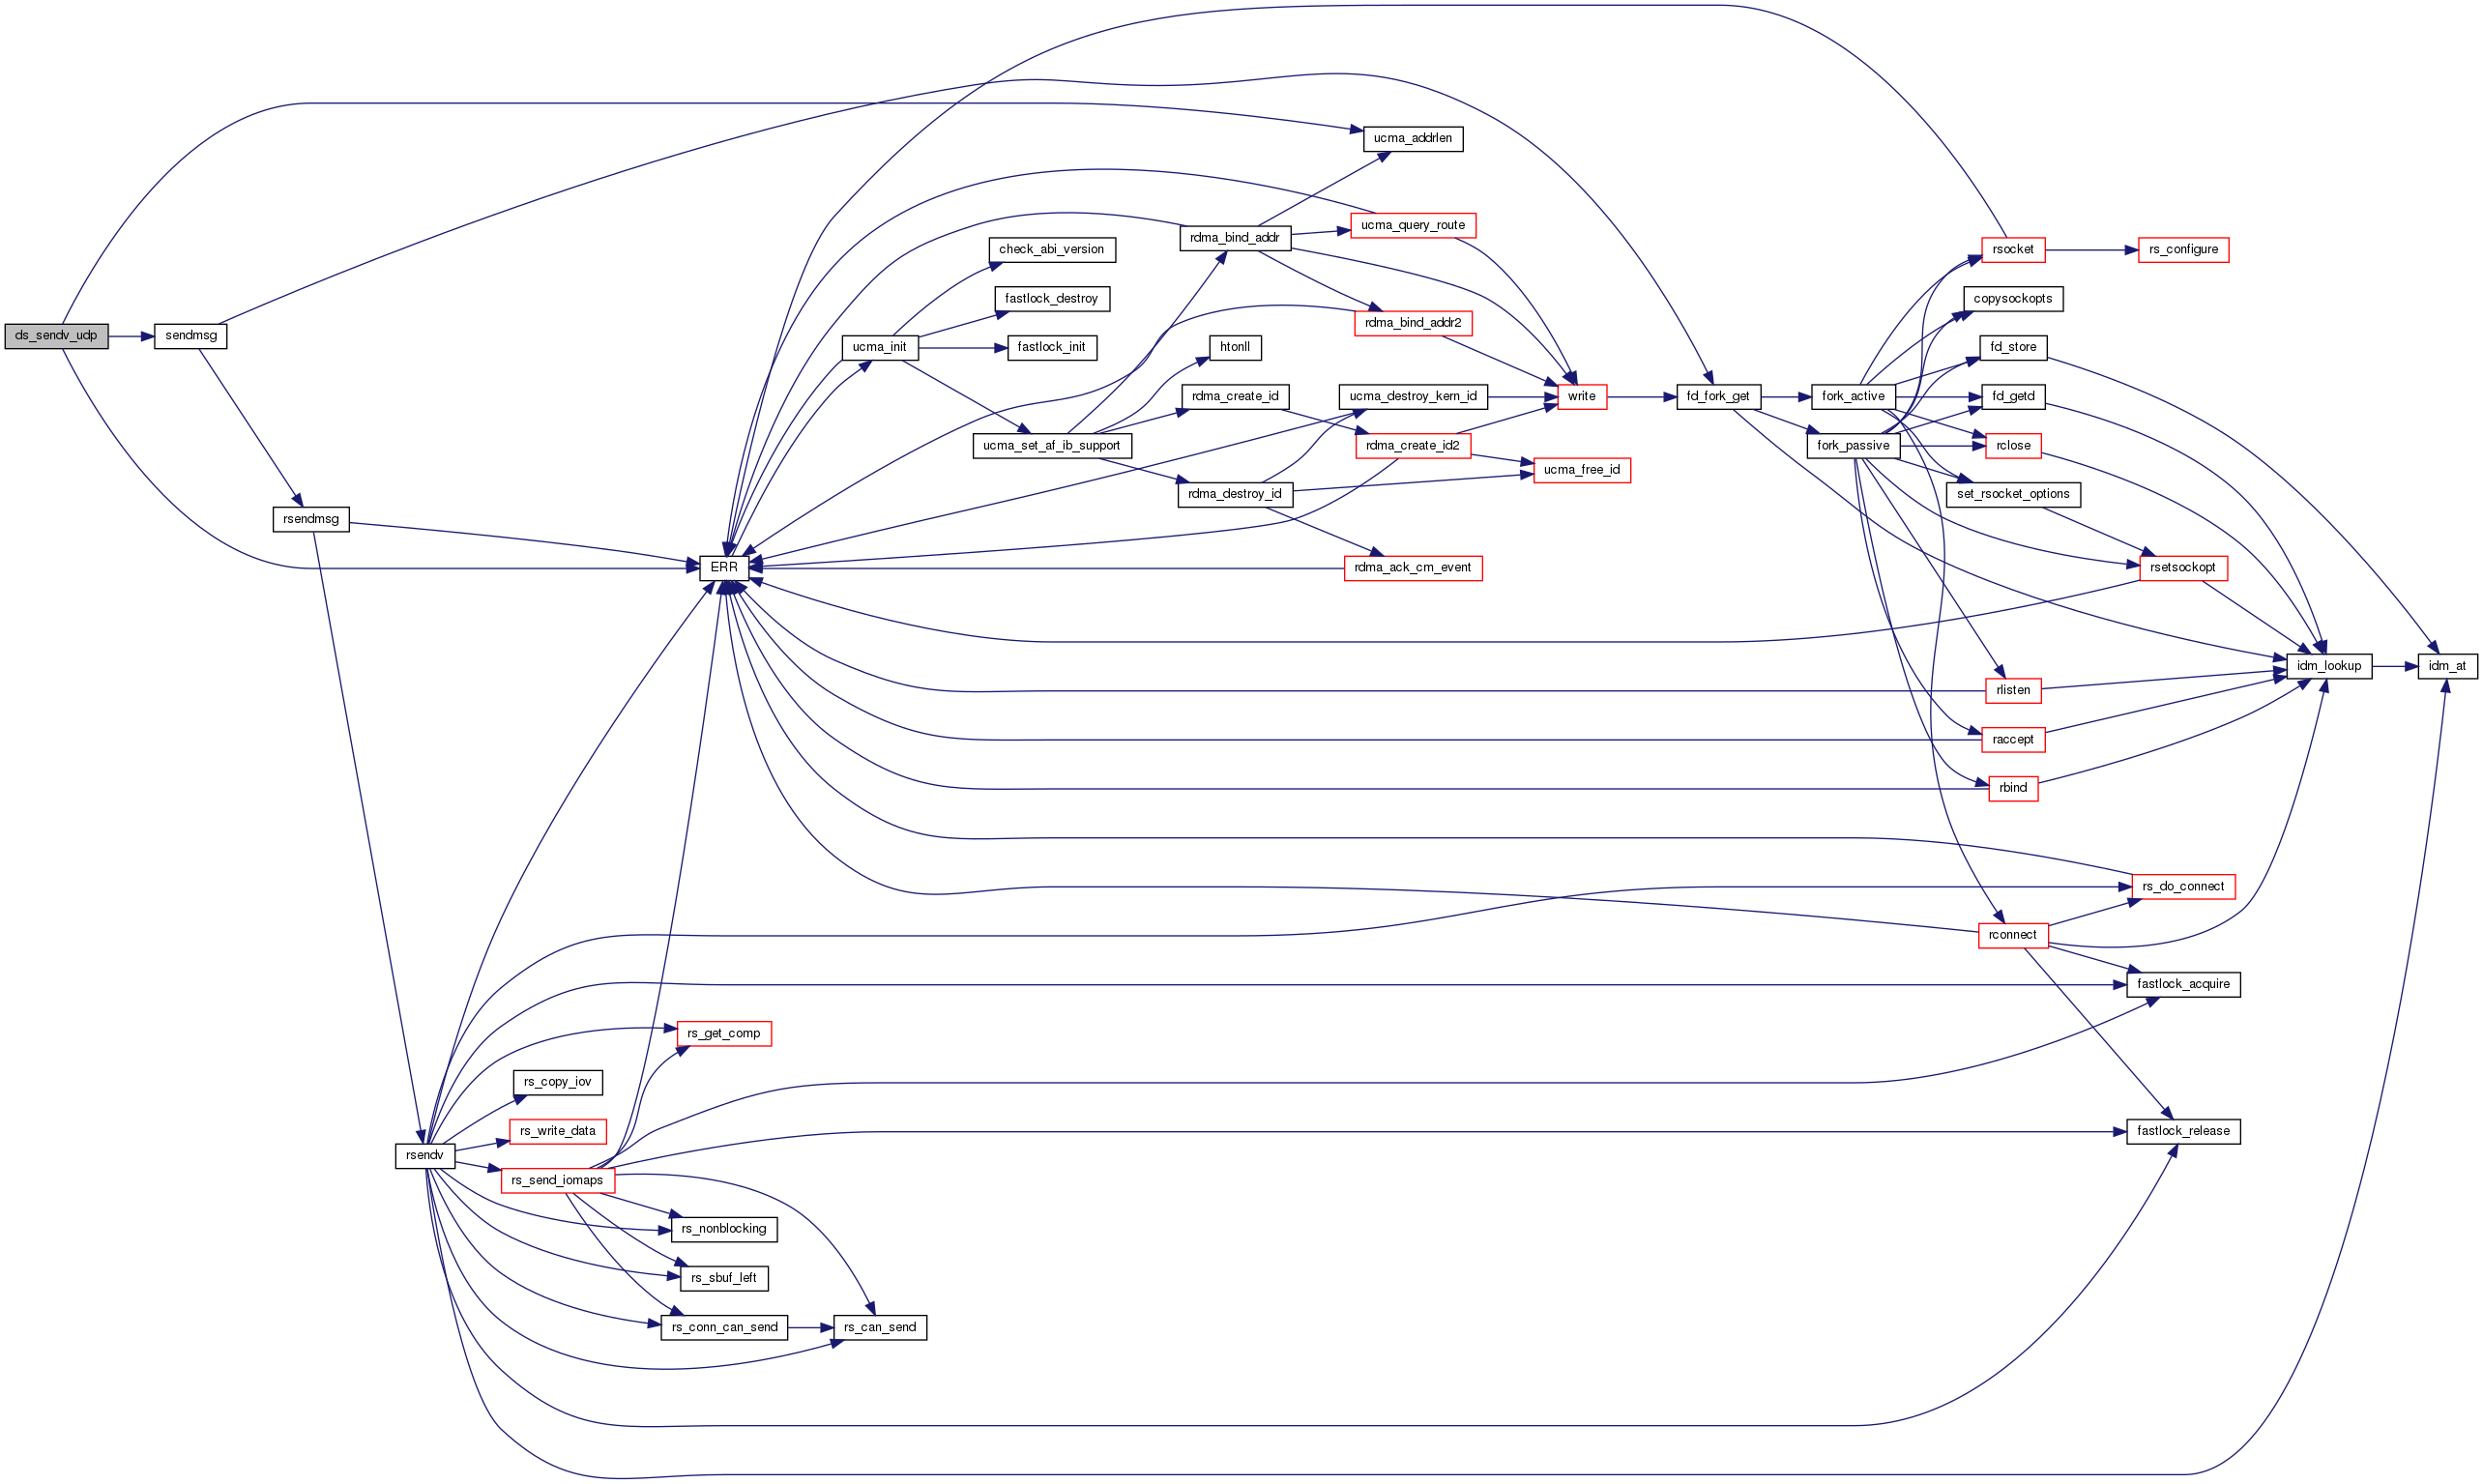 ds_sendv_udp
sendmsg
rsendmsg
rsendv
rs_copy_iov
rs_write_data
rs_send_iomaps
ERR
rs_get_comp
rs_nonblocking
rs_sbuf_left
rs_conn_can_send
rs_can_send
ucma_init
check_abi_version
fastlock_destroy
fastlock_init
ucma_set_af_ib_support
rdma_bind_addr
htonll
rdma_create_id
rdma_destroy_id
ucma_addrlen
ucma_query_route
rdma_bind_addr2
ucma_destroy_kern_id
rdma_create_id2
rdma_ack_cm_event
write
ucma_free_id
fd_fork_get
fork_active
fork_passive
rsocket
copysockopts
fd_store
fd_getd
rclose
set_rsocket_options
rlisten
raccept
rbind
rconnect
rs_configure
rsetsockopt
rs_do_connect
fastlock_acquire
fastlock_release
idm_lookup
idm_at